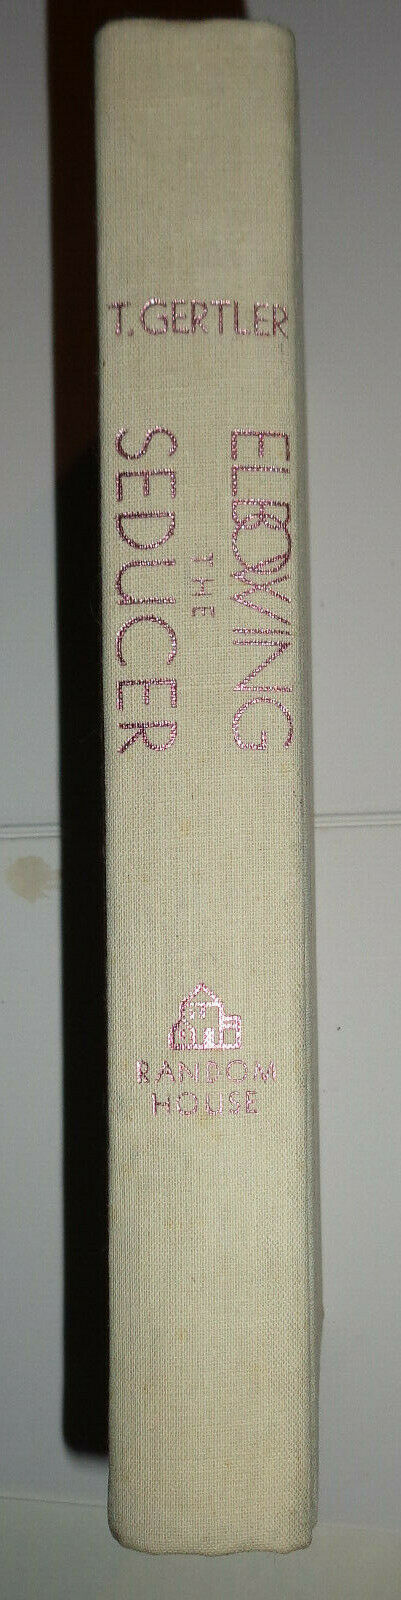 T. GERTLER
ELBOWING
THE
SEDUCER
RANDOM
HOUSE